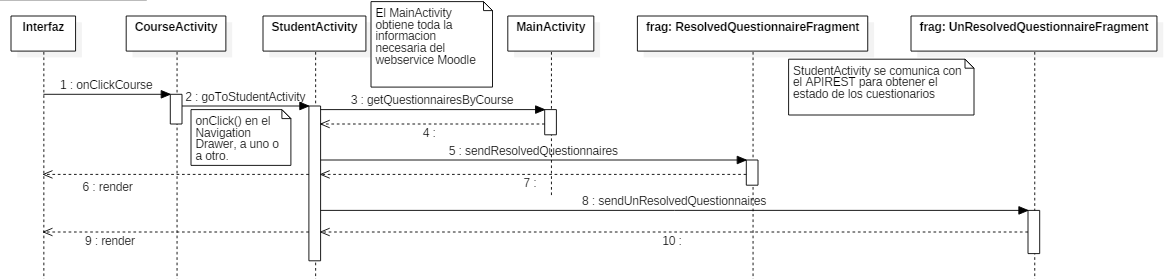 Interfaz
CourseActivity
StudentActivity
El MainActivity
obtiene toda la
informacion
necesaria del
webservice Moodle
MainActivity
frag: ResolvedQuestionnaireFragment
frag: UnResolvedQuestionnaireFragment
StudentActivity se comunica con
el APIREST para obtener el
estado de los cuestionarios
1 : onClickCourse
2 : goToStudentActivity
3 : getQuestionnairesByCourse
onClick() en el
Navigation
Drawer, a uno o
a otro.
4 :
5 : sendResolvedQuestionnaires
6 : render
7 :
8 : sendUnResolvedQuestionnaires
9 : render
10 :